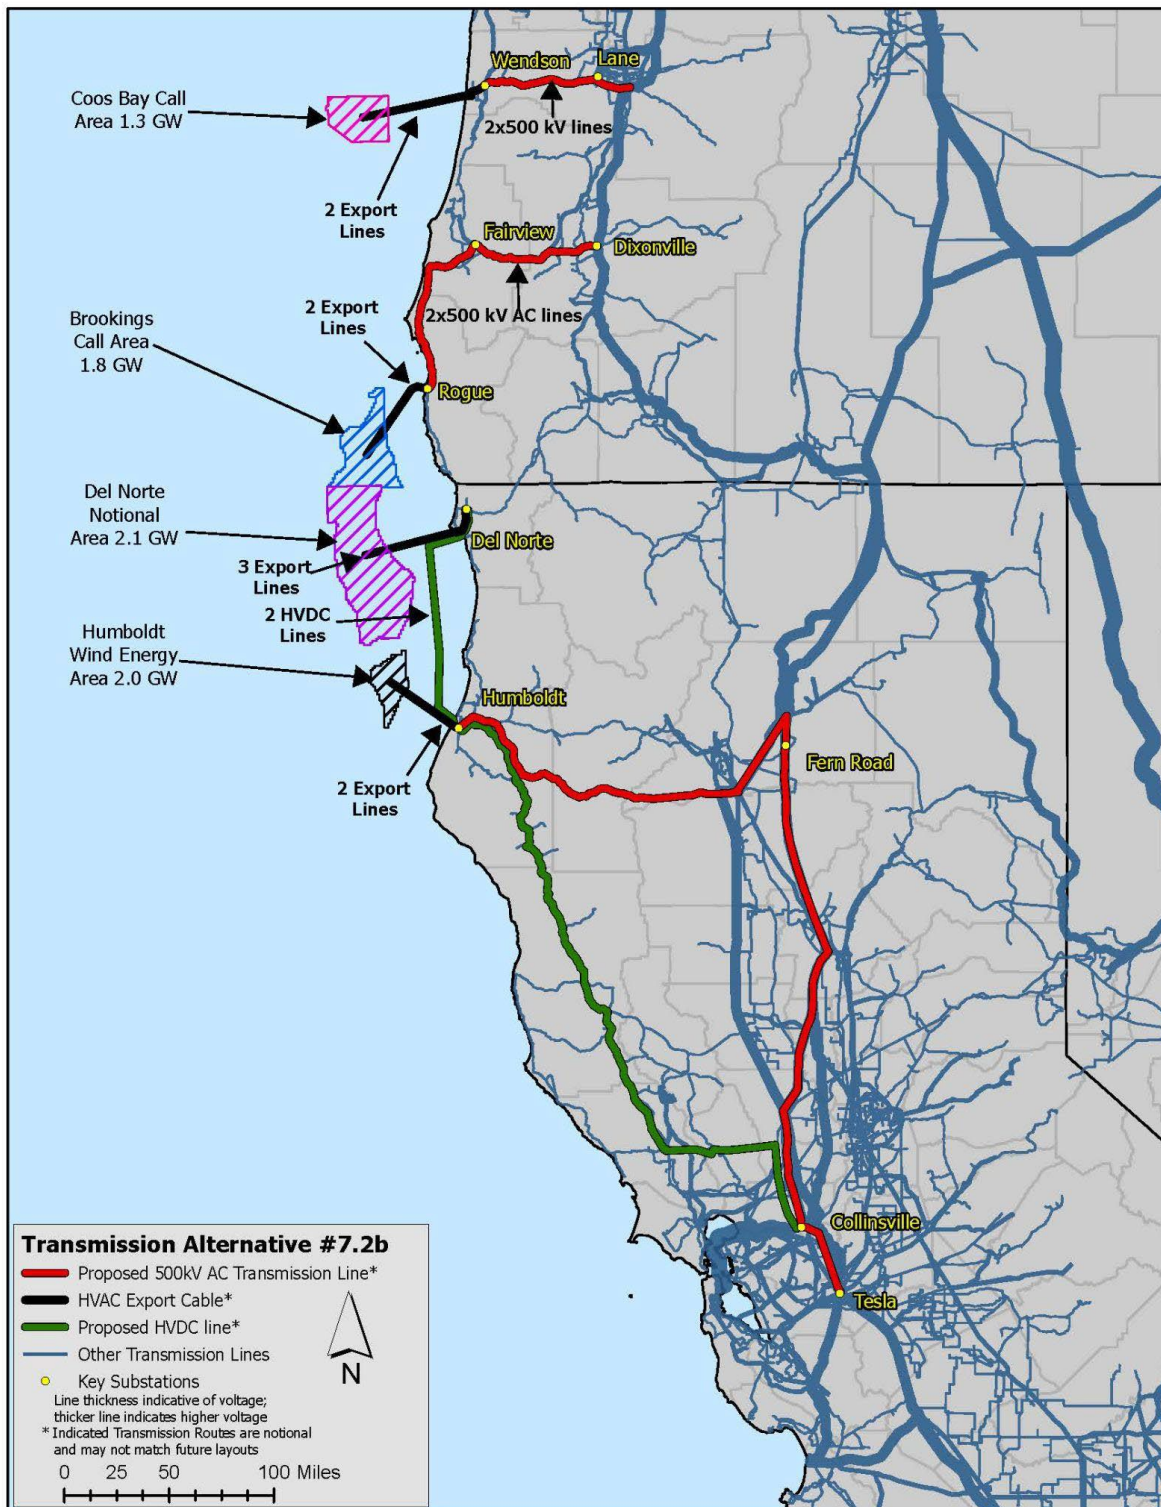 Wendson
Lane
Coos Bay Call
Area 1.3 GW
2x500 kV lines
2 Export
Lines
Fairview
Dixonville
2 Export
Lines
2x500 kV AC lines
Brookings
Call Area
1.8 GW
Rogue
Del Norte
Notional
Area 2.1 GW
Del Norte
3 Export
Lines
2 HVDC
Lines
Humboldt
Wind Energy
Area 2.0 GW
Humboldt
Fern Road
2 Export
Lines
Collinsville
Tesla
Transmission Alternative #7.2b
Proposed 500kV AC Transmission Line*
HVAC Export Cable*
Proposed HVDC line*
Other Transmission Lines
Key Substations
N
Line thickness indicative of voltage;
thicker line indicates higher voltage
* Indicated Transmission Routes are notional
and may not match future layouts
0 25 50 100 Miles